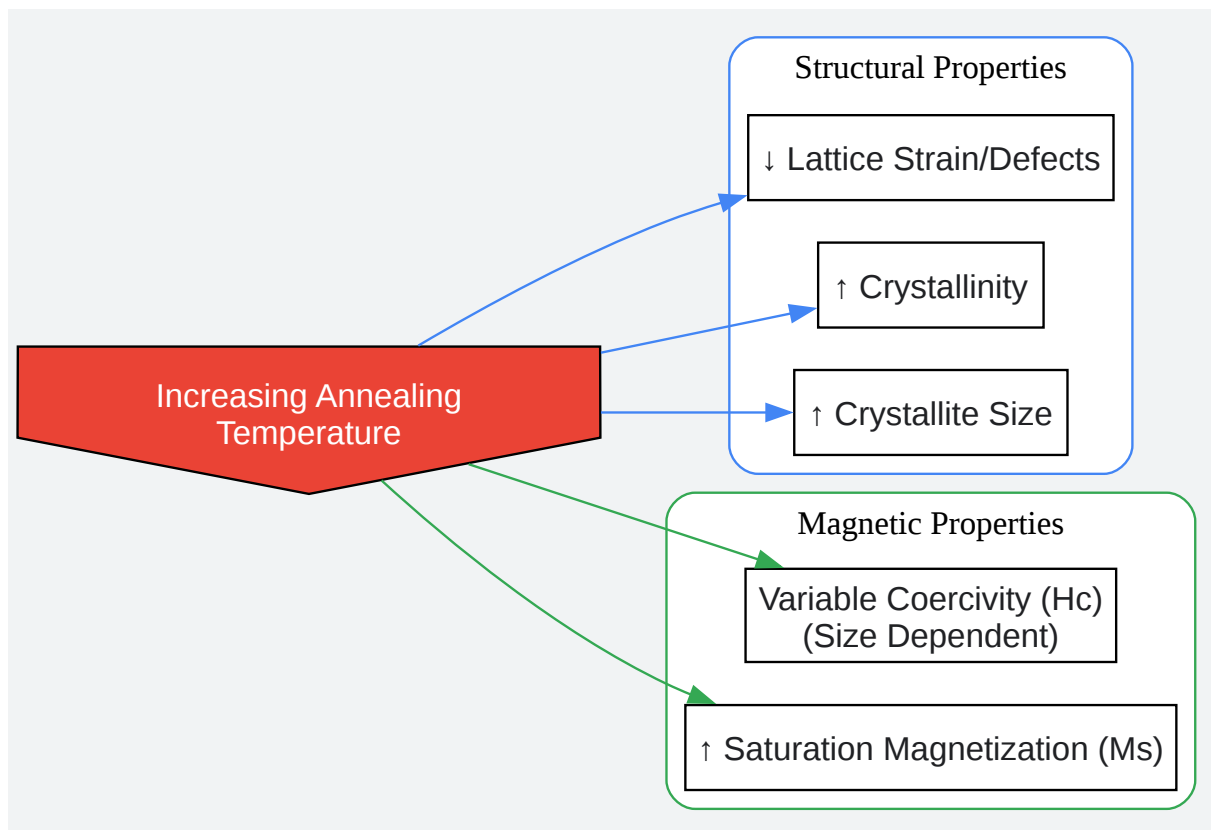 Structural Properties
↓ Lattice Strain/Defects
↑ Crystallinity
↑ Crystallite Size
Increasing Annealing
Temperature
Magnetic Properties
Variable Coercivity (Hc)
(Size Dependent)
↑ Saturation Magnetization (Ms)